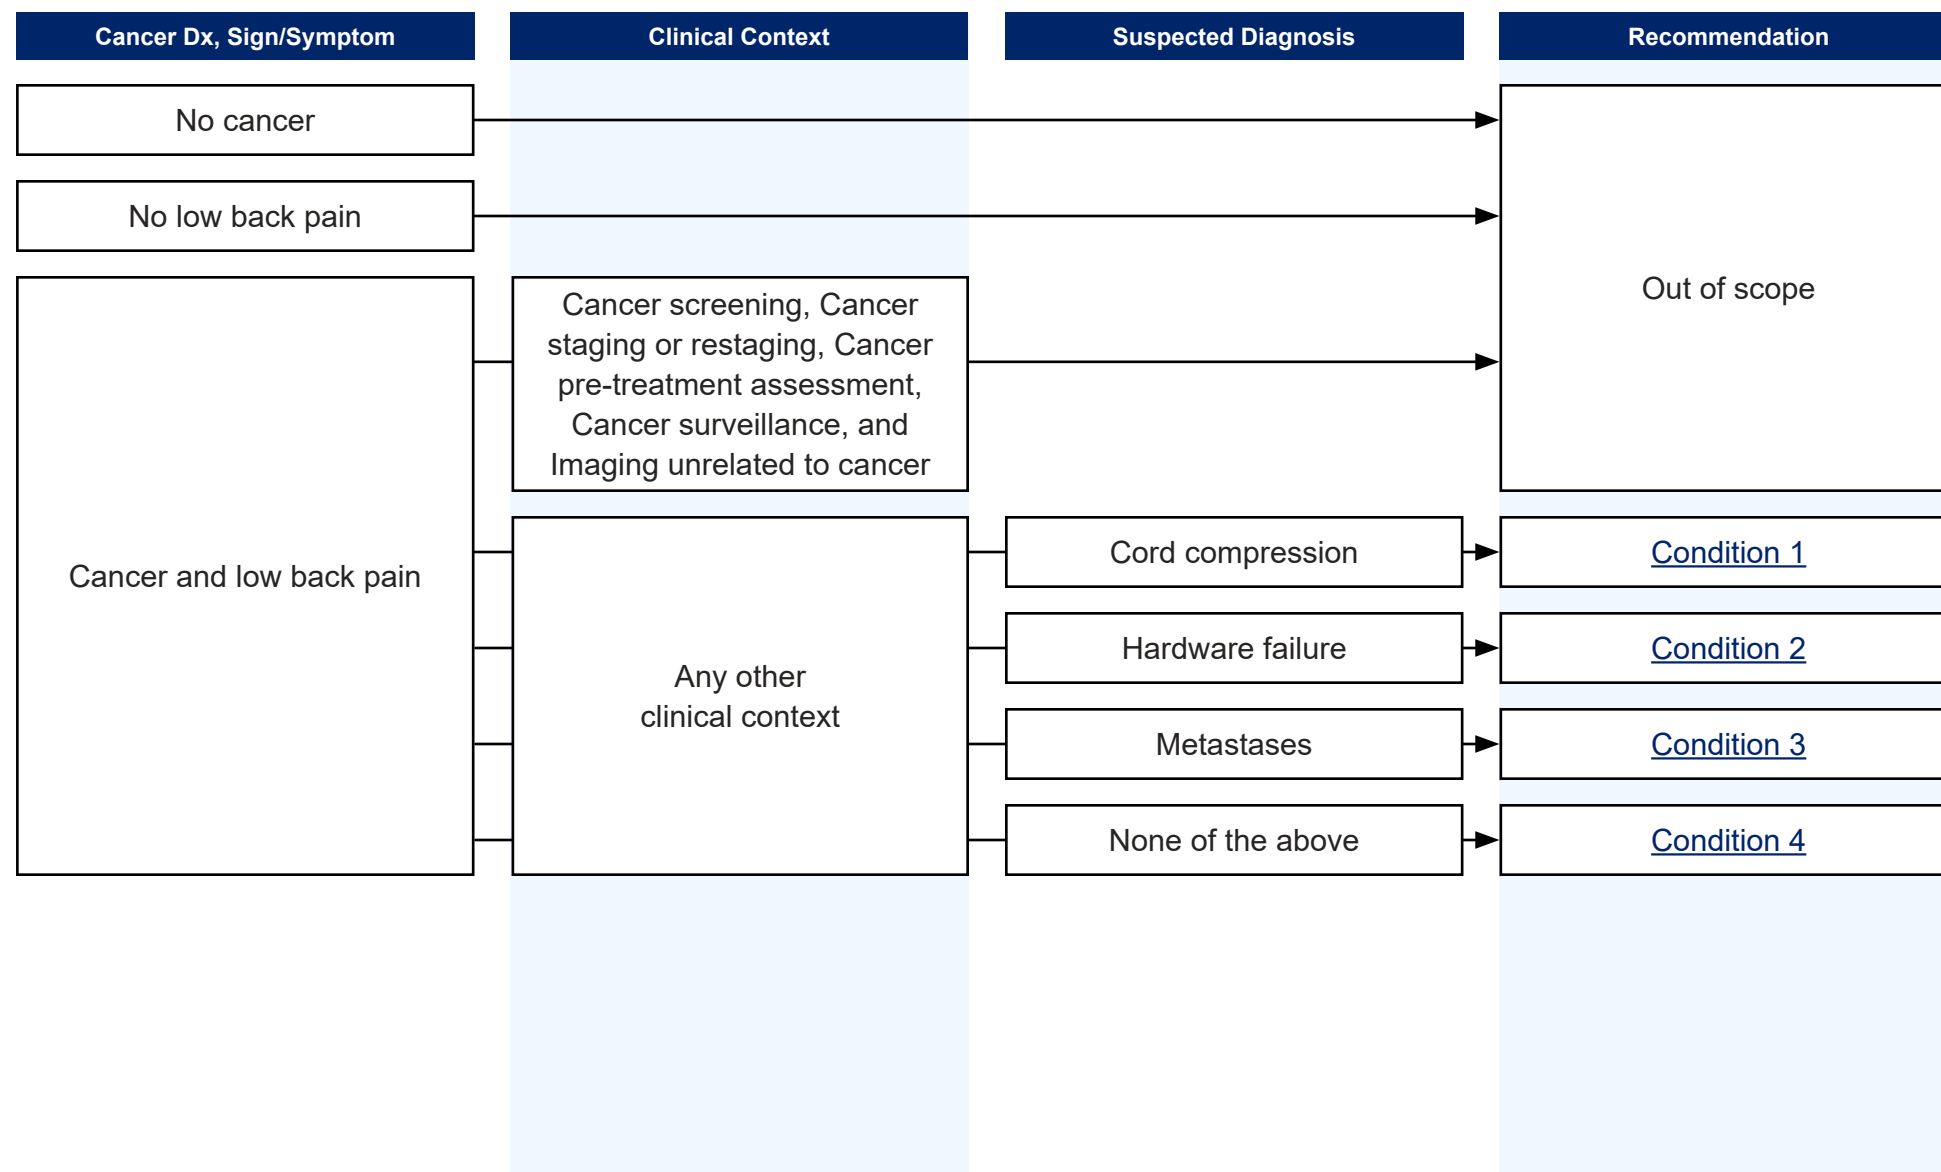 Cancer Dx, Sign/Symptom
Clinical Context
Suspected Diagnosis
Recommendation
No cancer
No low back pain
Out of scope
Cancer and low back pain
Cancer screening, Cancer
staging or restaging, Cancer
pre-treatment assessment,
Cancer surveillance, and
Imaging unrelated to cancer
Any other
clinical context
Cord compression
Condition 1
Hardware failure
Condition 2
Metastases
Condition 3
None of the above
Condition 4